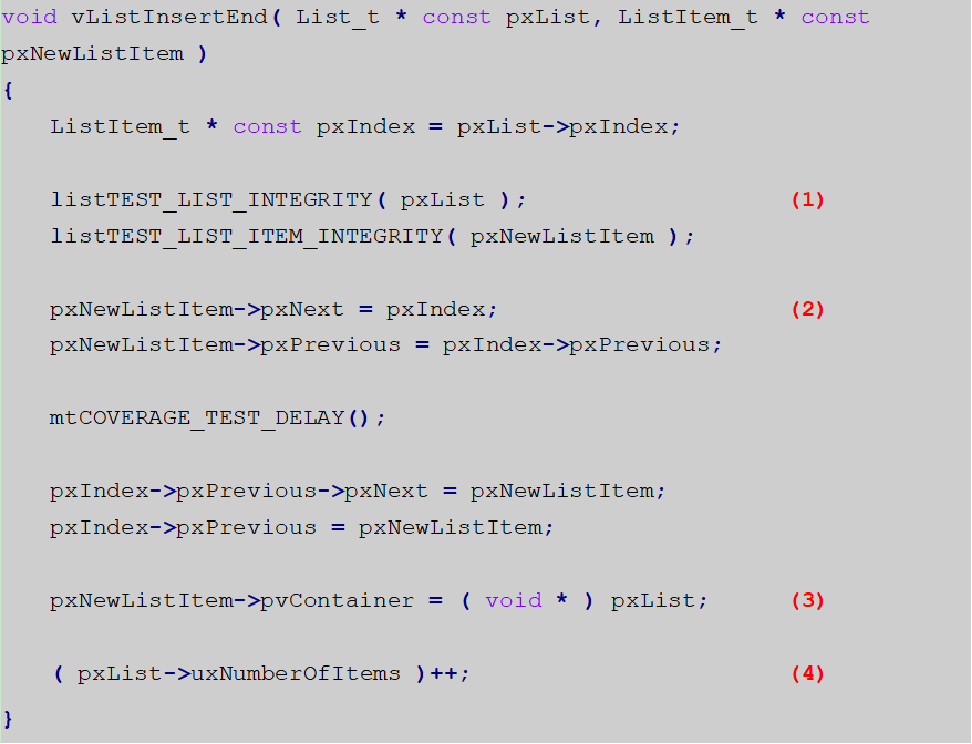 void vListInsertEnd( List_t * const pxList, ListItem_t * const
pxNewListItem )
{
ListItem_t * const pxIndex = pxList->pxIndex;
listTEST_LIST_INTEGRITY( pxList ); (1)
listTEST_LIST_ITEM_INTEGRITY( pxNewListItem );
pxNewListItem->pxNext = pxIndex; (2)
pxNewListItem->pxPrevious = pxIndex->pxPrevious;
mtCOVERAGE_TEST_DELAY();
pxIndex->pxPrevious->pxNext = pxNewListItem;
pxIndex->pxPrevious = pxNewListItem;
pxNewListItem->pvContainer = ( void * ) pxList; (3)
( pxList->uxNumberOfItems )++; (4)
}